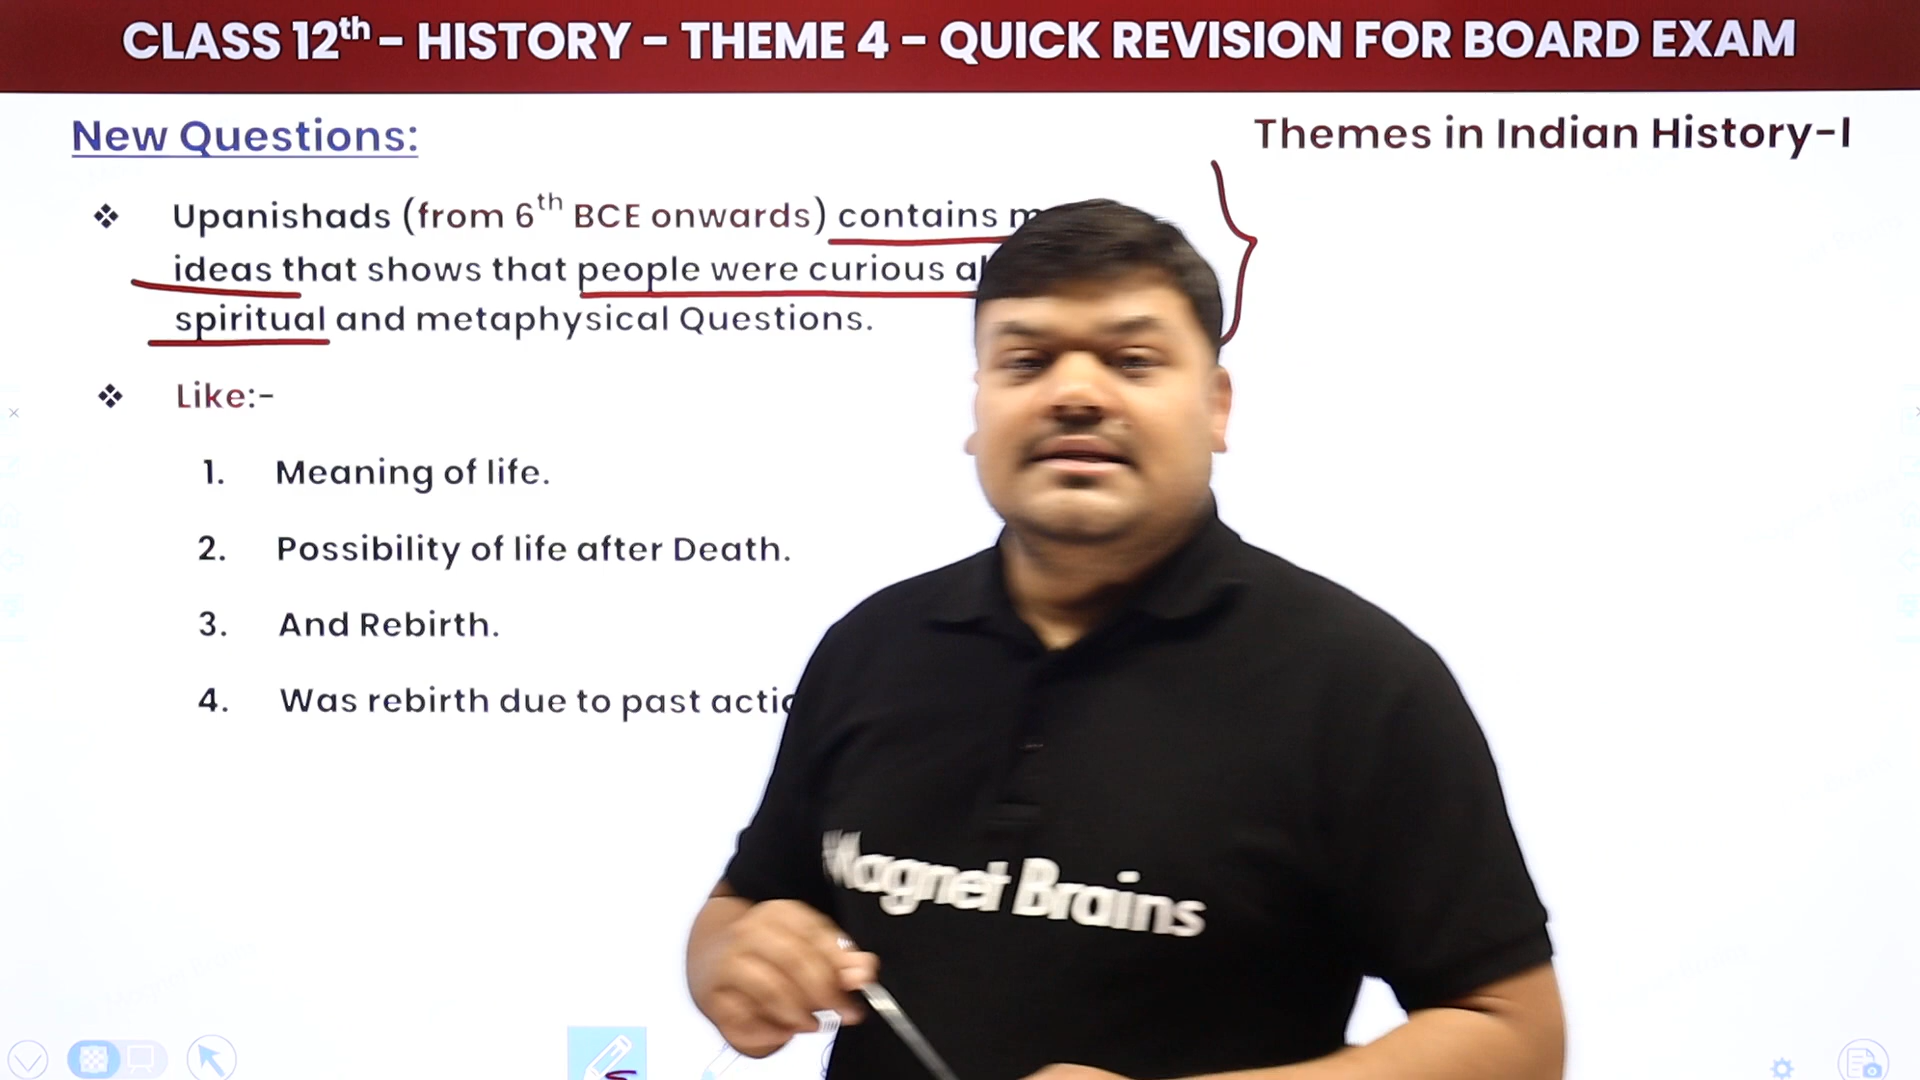 CLASS 12th - HISTORY - THEME 4 - QUICK REVISION FOR BOARD EXAM
New Questions:
Themes in Indian History-I
Upanishads (from 6th BCE onwards) contains
ideas that shows that people were curious
spiritual and metaphysical Questions.
Like:-
1. Meaning of life.
2. Possibility of life after Death.
3. And Rebirth.
4. Was rebirth due to past
Magnet Brains